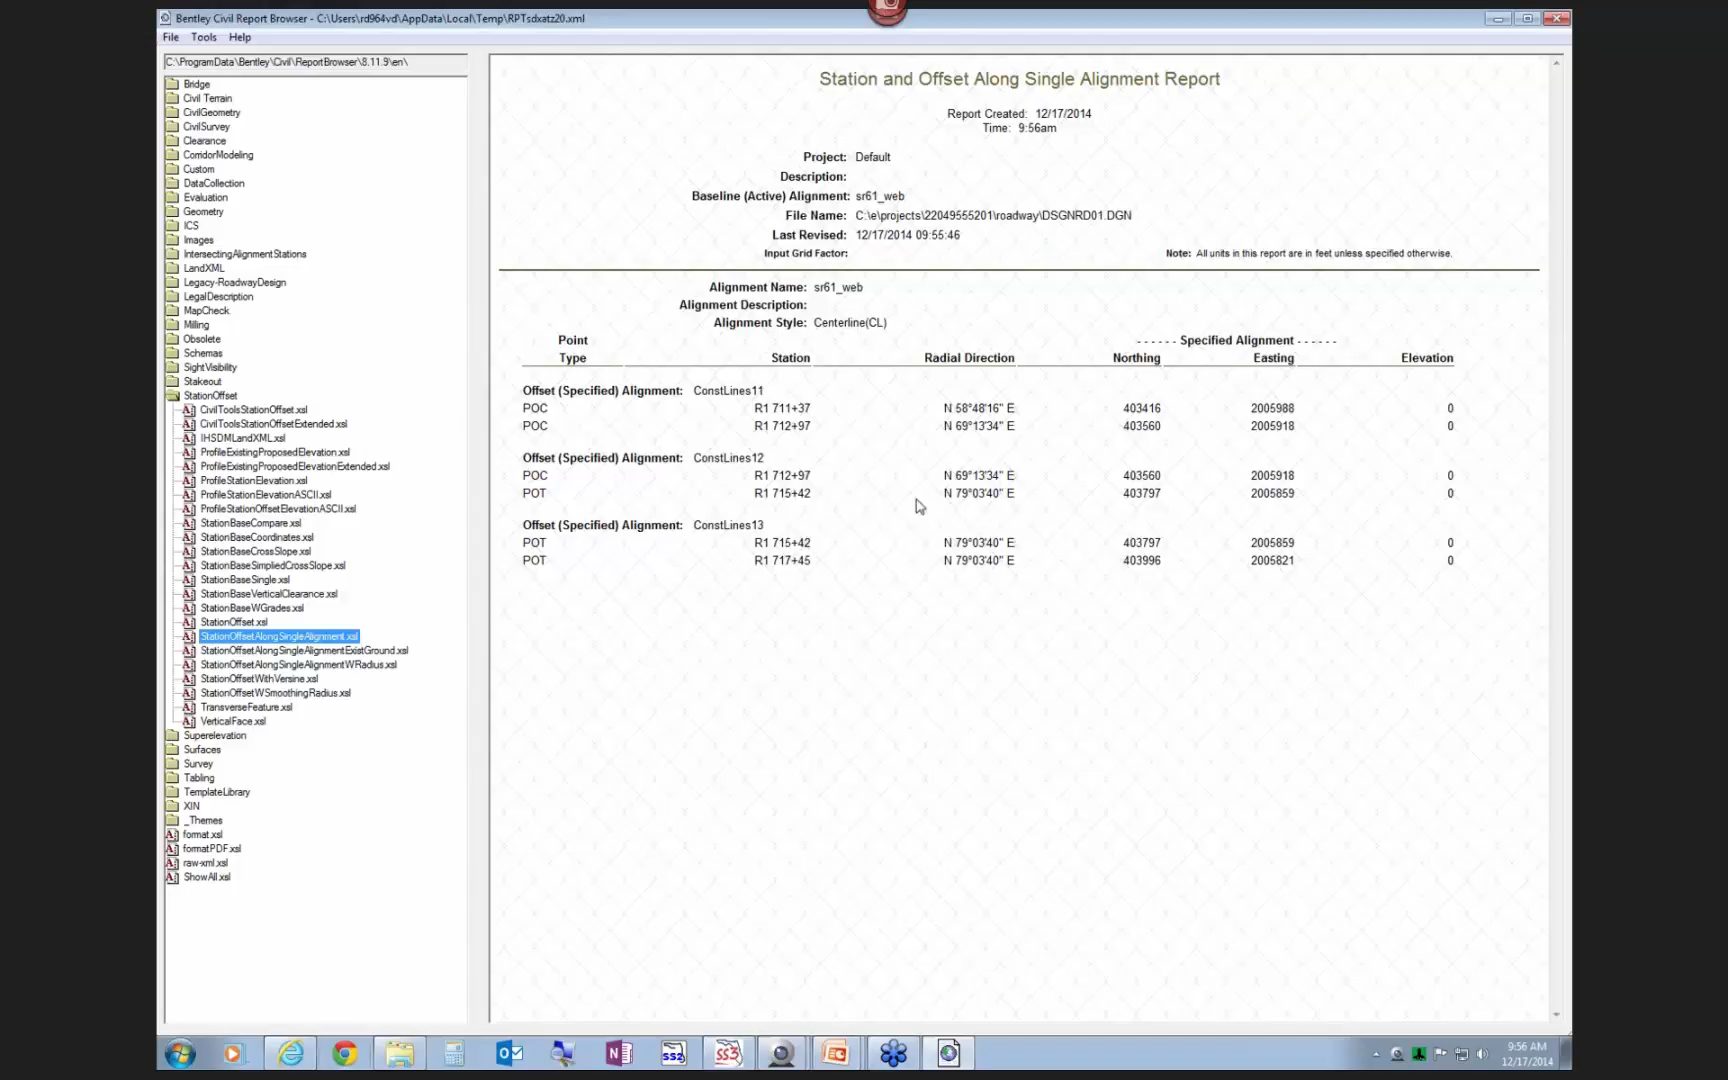 Bentley Civil Report Browser - C:\Users\rd964vd\AppData\Local\Temp\RPTsdxatz20.xml
File Tools Help
C:\ProgramData\Bentley\Civil\ReportBrowser\8.11.9\en\
Bridge
Civil Terrain
CivilGeometry
CivilSurvey
Clearance
CorridorModeling
Custom
DataCollection
Evaluation
Geometry
ICS
Images
IntersectingAlignmentStations
LandXML
Legacy-RoadwayDesign
LegalDescription
MapCheck
Milling
Obsolete
Schemas
SightVisibility
Stakeout
StationOffset
CivilToolsStationOffset.xsl
CivilToolsStationOffsetExtended.xsl
IHSDMLandXML.xsl
ProfileExistingProposedElevation.xsl
ProfileExistingProposedElevationExtended.xsl
ProfileStationElevation.xsl
ProfileStationElevationASCII.xsl
ProfileStationOffsetElevationASCII.xsl
StationBaseCompare.xsl
StationBaseCoordinates.xsl
StationBaseCrossSlope.xsl
StationBaseSimpliedCrossSlope.xsl
StationBaseSingle.xsl
StationBaseVerticalClearance.xsl
StationBaseWGrades.xsl
StationOffset.xsl
StationOffsetAlongSingleAlignment.xsl
StationOffsetAlongSingleAlignmentExistGround.xsl
StationOffsetAlongSingleAlignmentWRadius.xsl
StationOffsetWithVersine.xsl
StationOffsetWSmoothingRadius.xsl
TransverseFeature.xsl
VerticalFace.xsl
Superelevation
Surfaces
Survey
Tabling
TemplateLibrary
XIN
_Themes
format.xsl
formatPDF.xsl
raw-xml.xsl
ShowAll.xsl
Station and Offset Along Single Alignment Report
Report Created: 12/17/2014
Time: 9:56am
Project: Default
Description:
Baseline (Active) Alignment: sr61_web
File Name: C:\e\projects\22049555201\roadway\DSGNRD01.DGN
Last Revised: 12/17/2014 09:55:46
Input Grid Factor: Note: All units in this report are in feet unless specified otherwise.
Alignment Name: sr61_web
Alignment Description:
Alignment Style: Centerline(CL)
Point - - - - - - Specified Alignment - - - - - -
Type Station Radial Direction Northing Easting Elevation
Offset (Specified) Alignment: ConstLines11
POC R1 711+37 N 58°48'16" E 403416 2005988 0
POC R1 712+97 N 69°13'34" E 403560 2005918 0
Offset (Specified) Alignment: ConstLines12
POC R1 712+97 N 69°13'34" E 403560 2005918 0
POT R1 715+42 N 79°03'40" E 403797 2005859 0
Offset (Specified) Alignment: ConstLines13
POT R1 715+42 N 79°03'40" E 403797 2005859 0
POT R1 717+45 N 79°03'40" E 403996 2005821 0
SS2 SS3
9:56 AM
12/17/2014